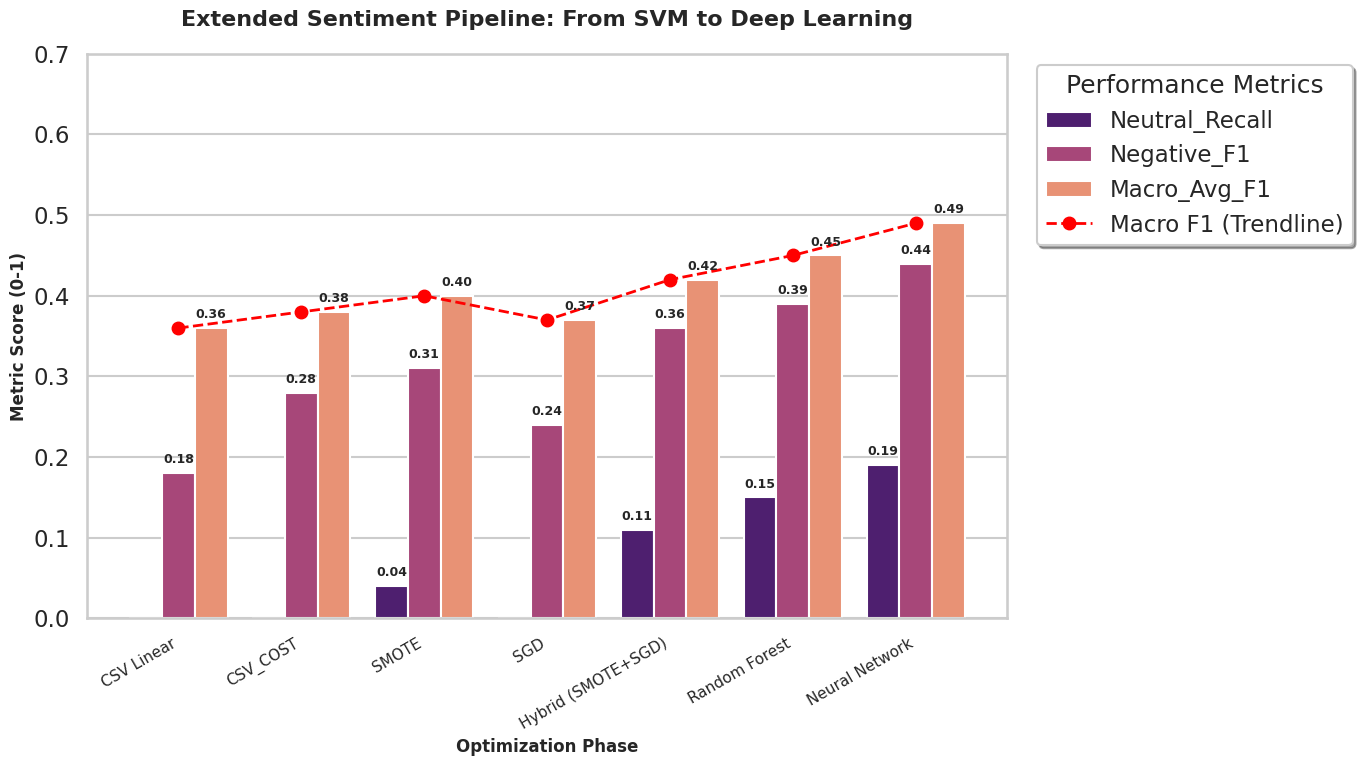 Extended Sentiment Pipeline: From SVM to Deep Learning
Metric Score (0-1)
0.7
0.6
0.5
0.4
0.3
0.2
0.1
0.0
0.18
0.36
0.28
0.38
0.04
0.31
0.40
0.24
0.37
0.11
0.36
0.42
0.15
0.39
0.45
0.19
0.44
0.49
CSV Linear
CSV_COST
SMOTE
SGD
Hybrid (SMOTE+SGD)
Random Forest
Neural Network
Optimization Phase
Performance Metrics
Neutral_Recall
Negative_F1
Macro_Avg_F1
Macro F1 (Trendline)